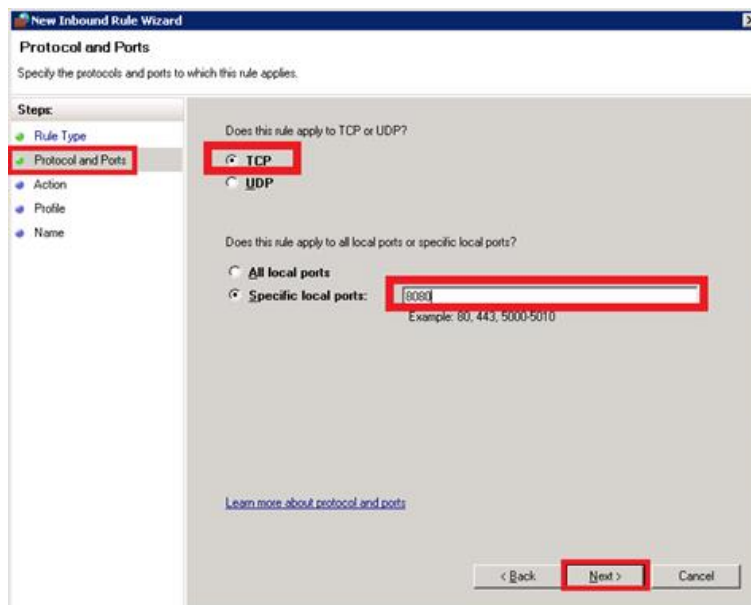 New Inbound Rule Wizard
Protocol and Ports
Specify the protocols and ports to which this rule applies.
Steps:
Rule Type
Protocol and Ports
Action
Profile
Name
Does this rule apply to TCP or UDP?
TCP
UDP
Does this rule apply to all local ports or specific local ports?
All local ports
Specific local ports: 8080
Example: 80, 443, 5000-5010
Learn more about protocol and ports
< Back Next > Cancel